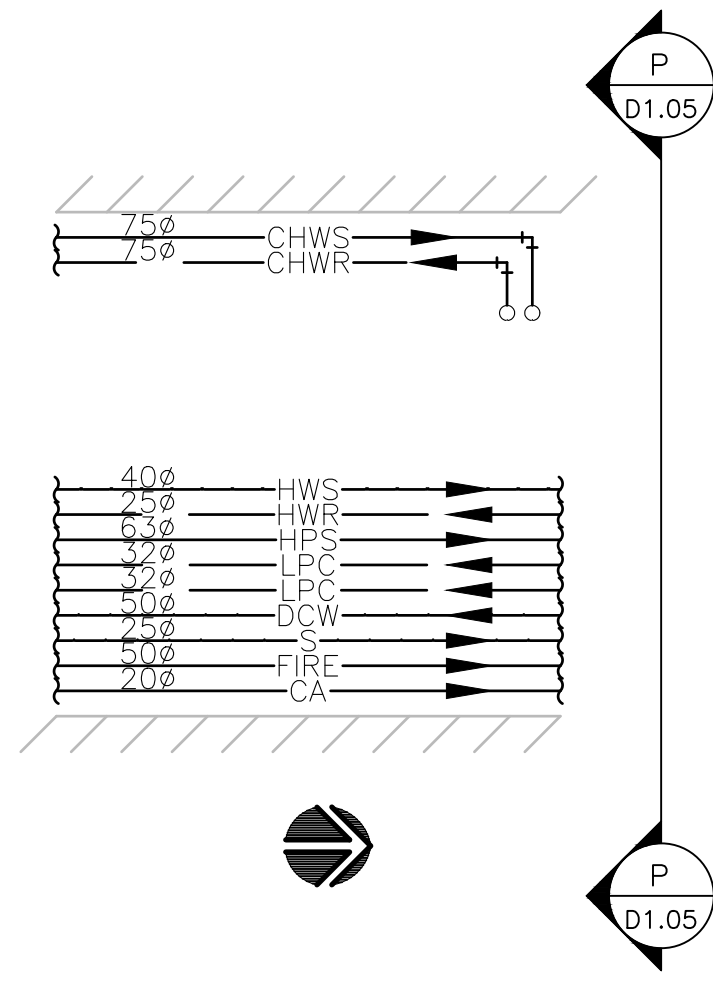 P
D1.05
75ø
CHWS
75ø
CHWR
40ø
HWS
25ø
HWR
63ø
HPS
32ø
LPC
32ø
LPC
50ø
DCW
25ø
S
50ø
FIRE
20ø
CA
P
D1.05